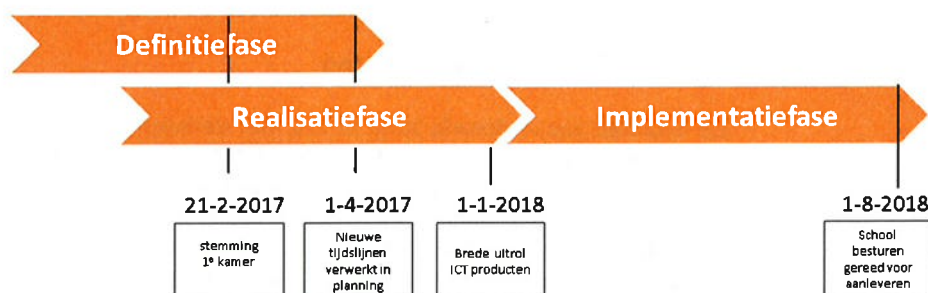 Definitiefase
Realisatiefase
Implementatiefase
21-2-2017
1-4-2017
1-1-2018
1-8-2018
stemming
1e kamer
Nieuwe
tijdslijnen
verwerkt in
planning
Brede uitrol
ICT producten
School
besturen
gereed voor
aanleveren